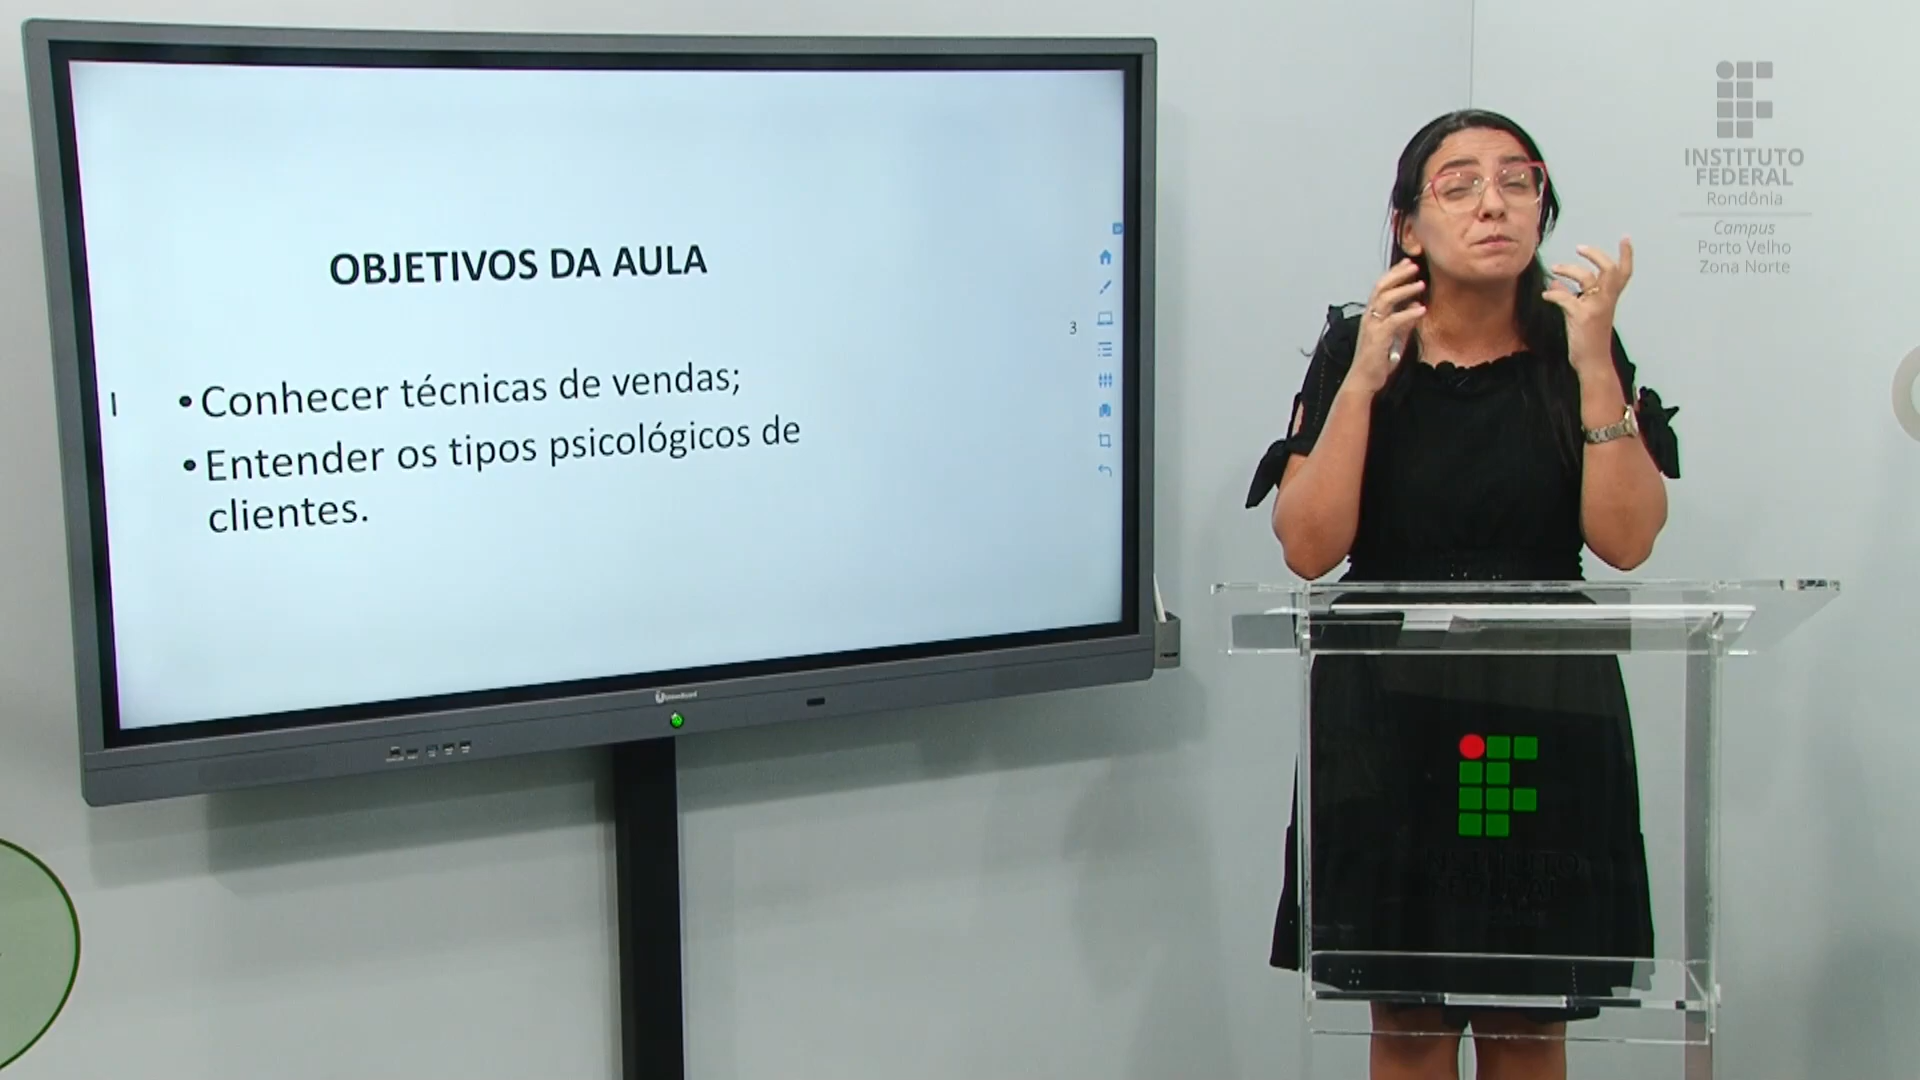 OBJETIVOS DA AULA
3
•Conhecer técnicas de vendas;
•Entender os tipos psicológicos de
clientes.
INSTITUTO
FEDERAL
Rondônia
Campus
Porto Velho
Zona Norte